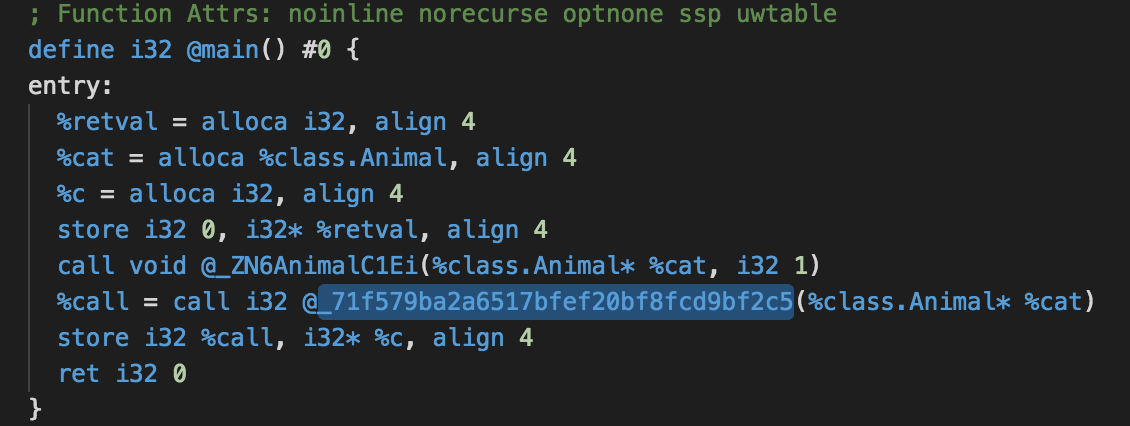 ; Function Attrs: noinline norecurse optnone ssp uwtable
define i32 @main() #0 {
entry:
%retval = alloca i32, align 4
%cat = alloca %class.Animal, align 4
%c = alloca i32, align 4
store i32 0, i32* %retval, align 4
call void @_ZN6AnimalC1Ei(%class.Animal* %cat, i32 1)
%call = call i32 @_71f579ba2a6517bfef20bf8fcd9bf2c5(%class.Animal* %cat)
store i32 %call, i32* %c, align 4
ret i32 0
}